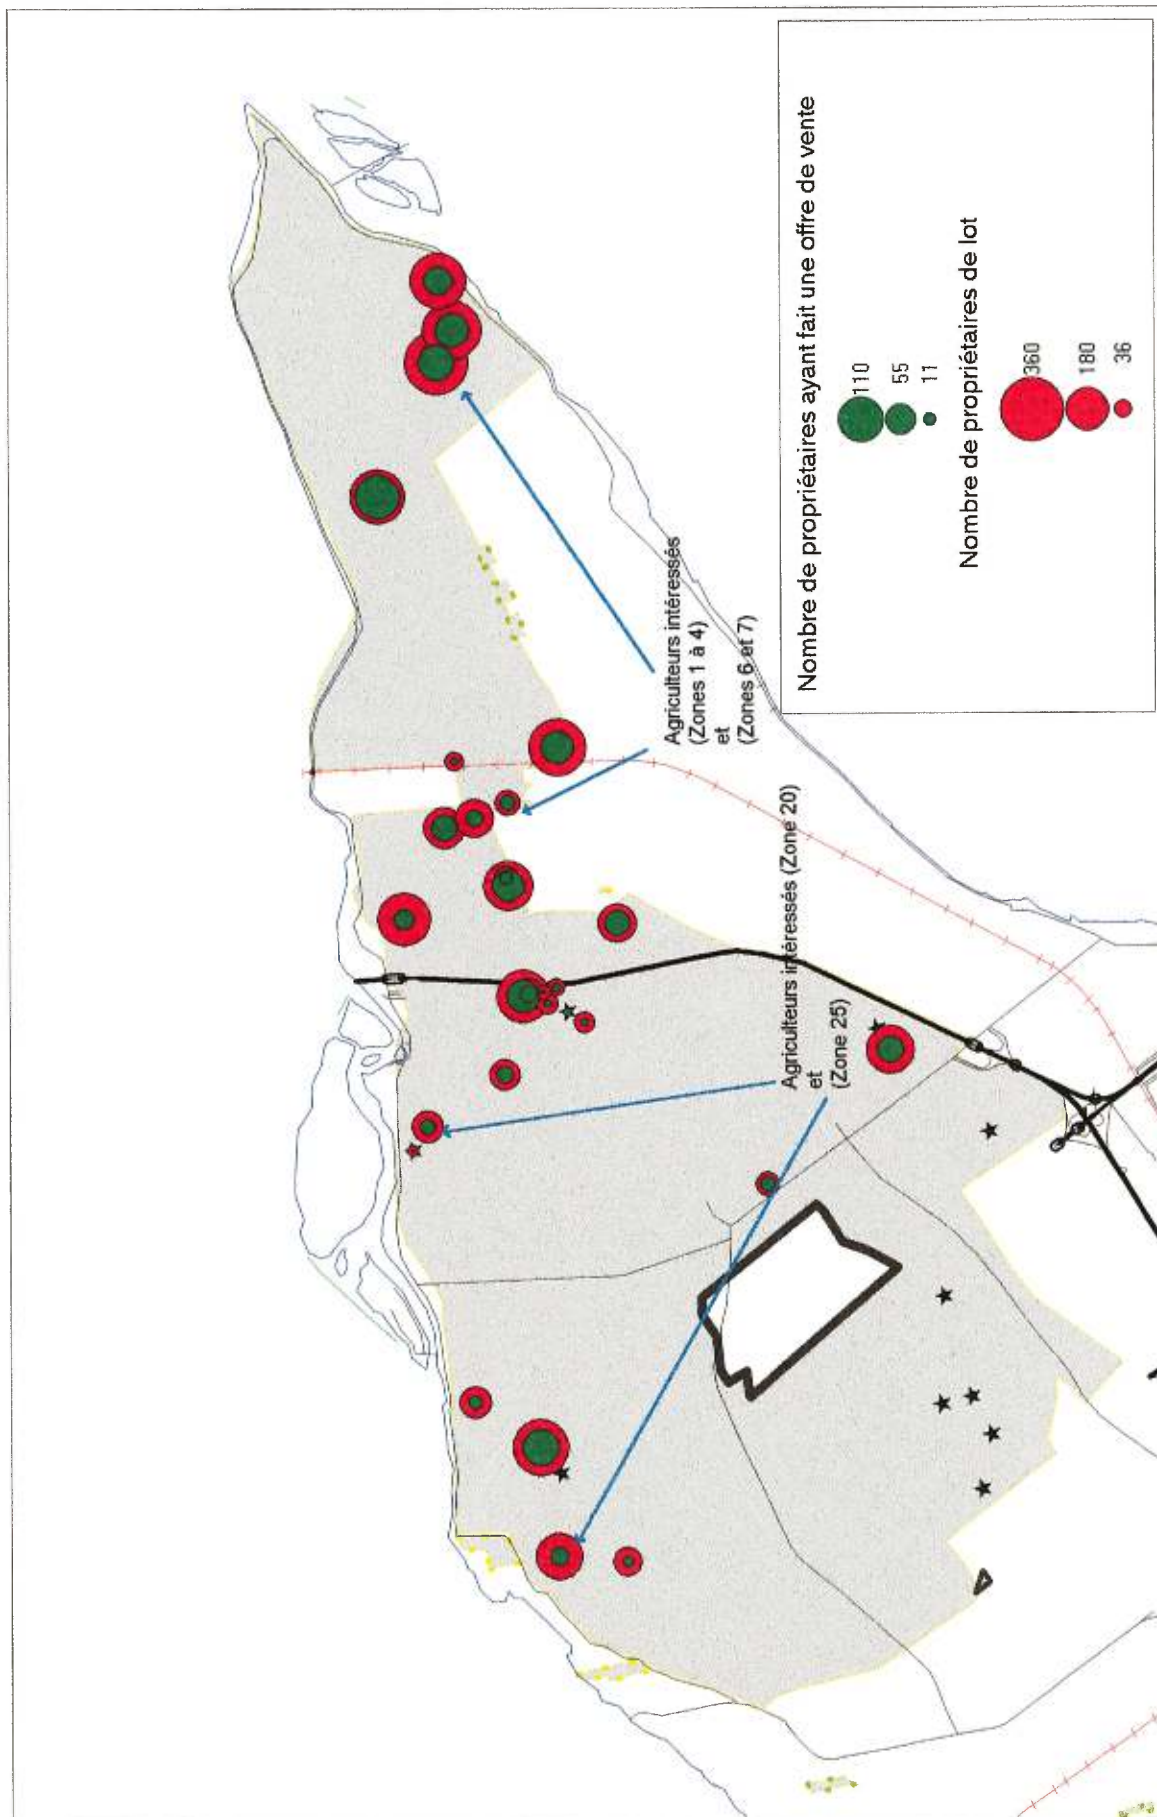 Agriculteurs intéressés
(Zones 1 à 4)
et
(Zones 6 et 7)
Agriculteurs intéressés (Zone 20)
et
(Zone 25)
Nombre de propriétaires ayant fait une offre de vente
110
55
11
Nombre de propriétaires de lot
360
180
36